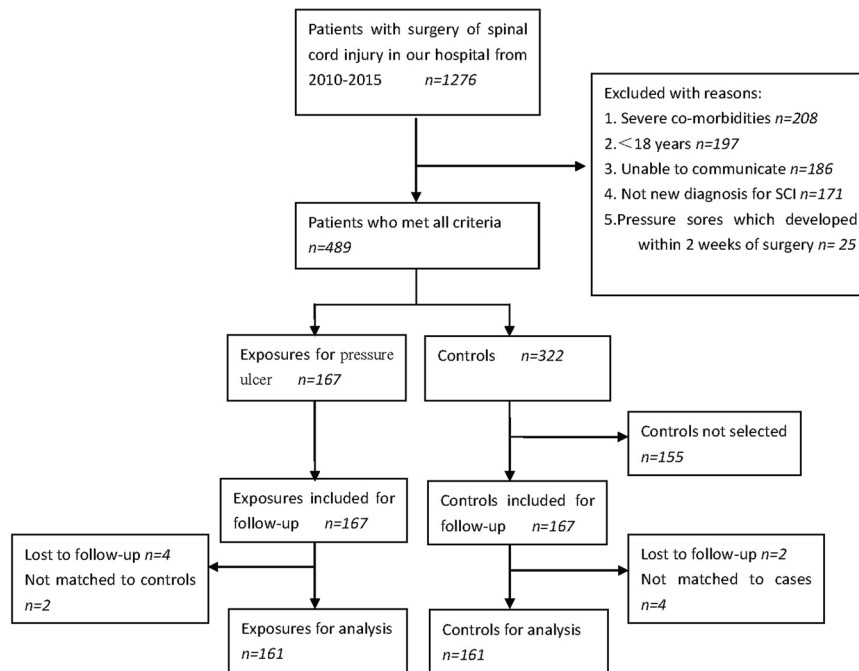 Patients with surgery of spinal
cord injury in our hospital from
2010-2015 n=1276
Excluded with reasons:
1. Severe co-morbidities n=208
2.＜18 years n=197
3. Unable to communicate n=186
4. Not new diagnosis for SCI n=171
5.Pressure sores which developed
within 2 weeks of surgery n= 25
Patients who met all criteria
n=489
Exposures for pressure
ulcer n=167
Controls n=322
Controls not selected
n=155
Exposures included for
follow-up n=167
Controls included for
follow-up n=167
Lost to follow-up n=4
Not matched to controls
n=2
Lost to follow-up n=2
Not matched to cases
n=4
Exposures for analysis
n=161
Controls for analysis
n=161